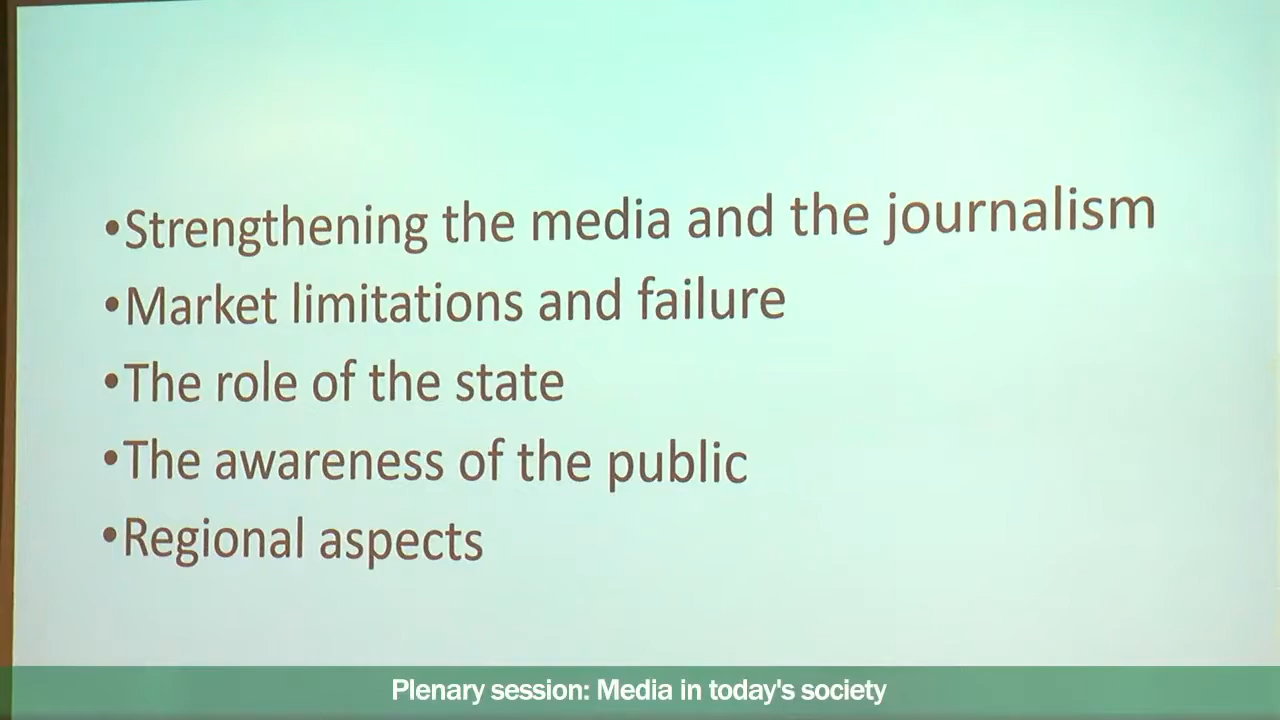 •Strengthening the media and the journalism
•Market limitations and failure
•The role of the state
•The awareness of the public
•Regional aspects
Plenary session: Media in today's society